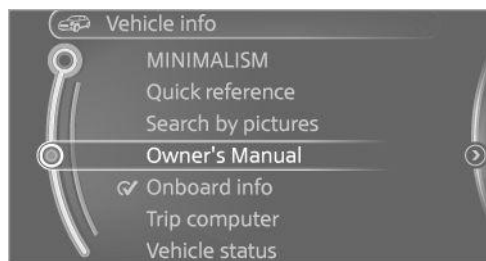 Vehicle info
MINIMALISM
Quick reference
Search by pictures
Owner's Manual
Onboard info
Trip computer
Vehicle status